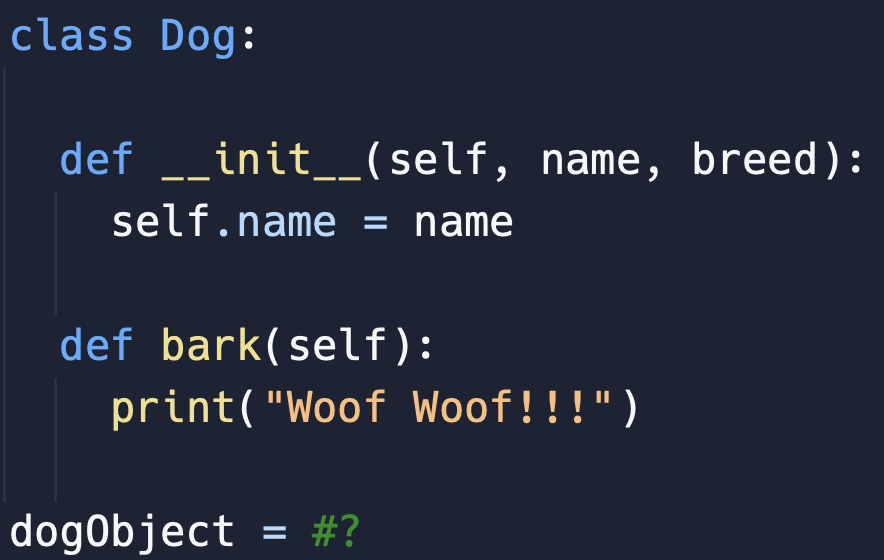 class Dog:
  def __init__(self, name, breed):
    self.name = name
  def bark(self):
    print("Woof Woof!!!")
dogObject = #?